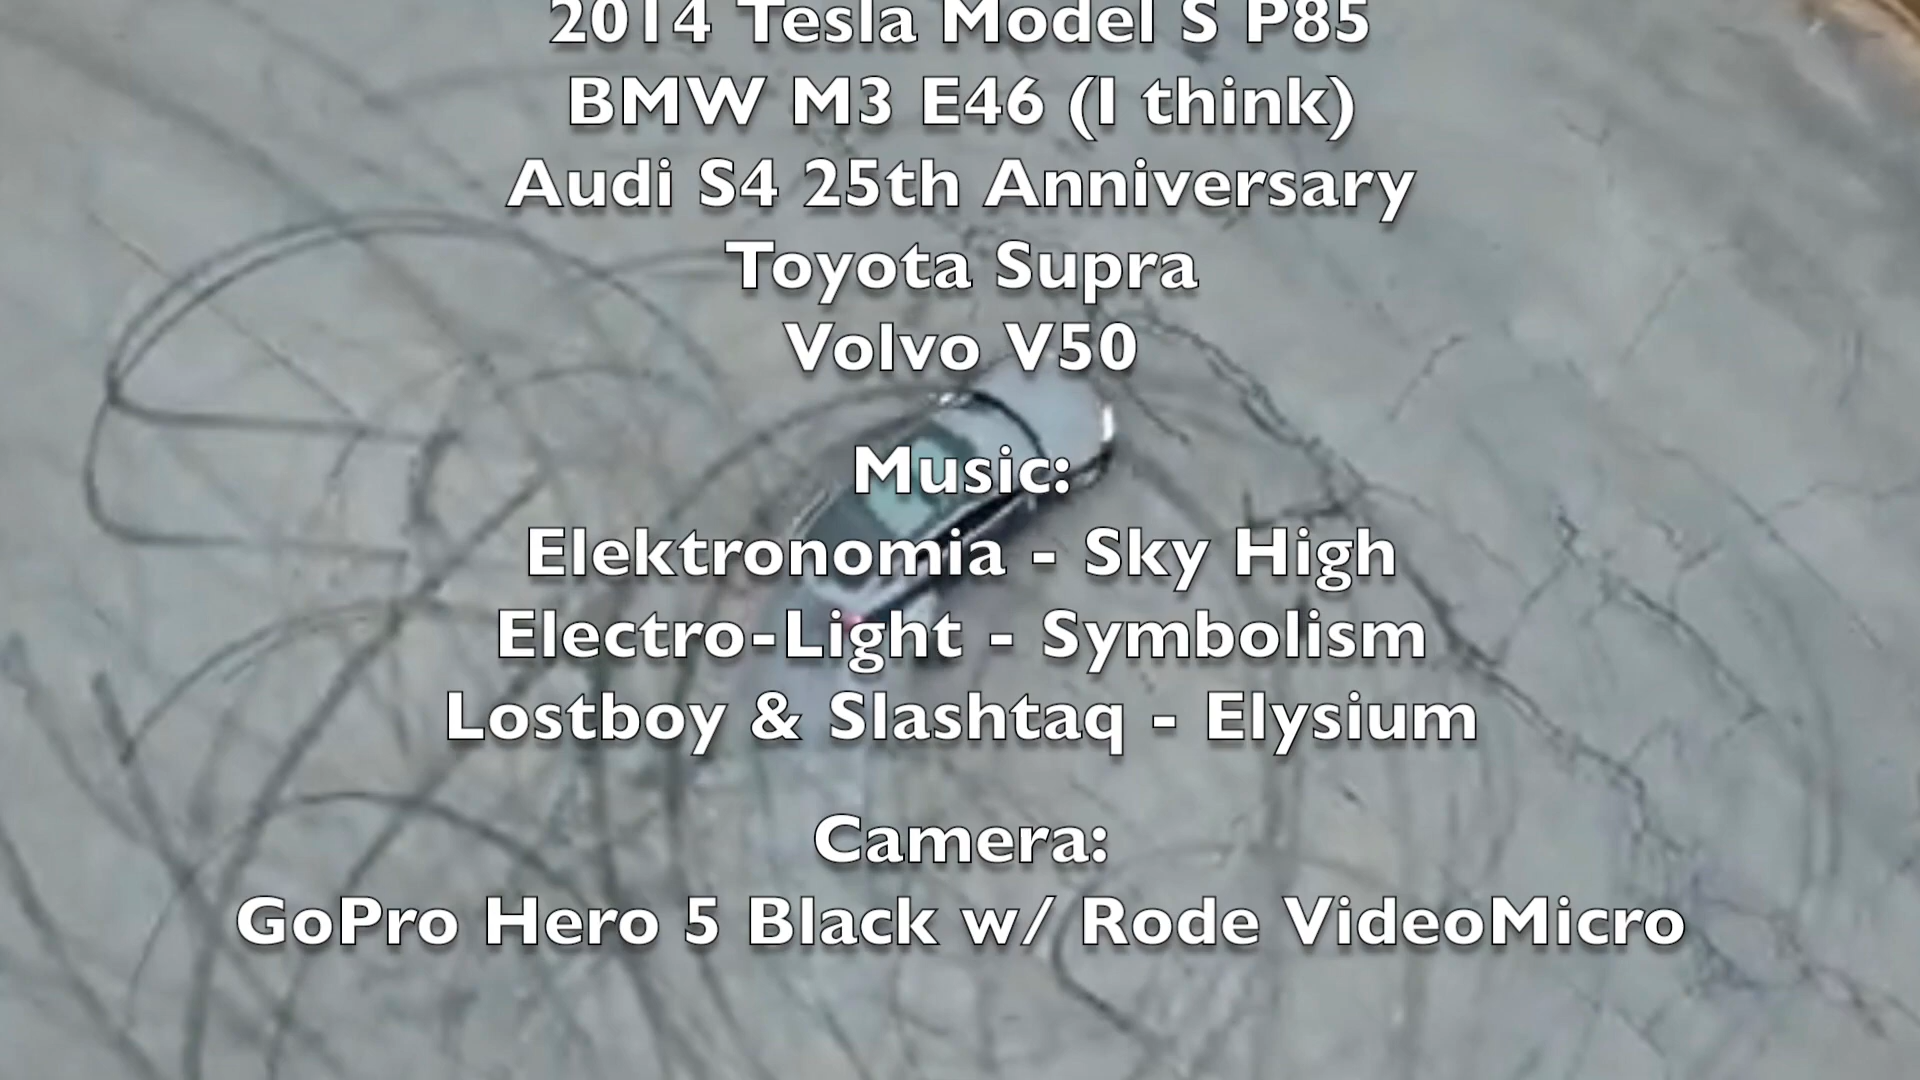 2014 Tesla Model S P85
BMW M3 E46 (I think)
Audi S4 25th Anniversary
Toyota Supra
Volvo V50
Music:
Elektronomia - Sky High
Electro-Light - Symbolism
Lostboy & Slashtaq - Elysium
Camera:
GoPro Hero 5 Black w/ Rode VideoMicro